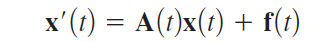 x′(t) = A(t)x(t) + f(t)